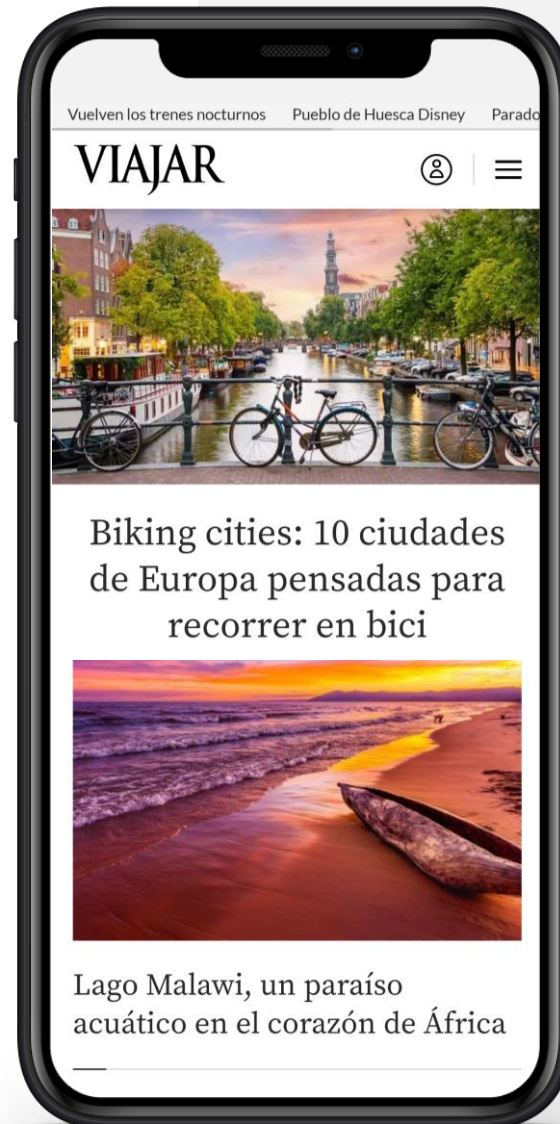 Vuelven los trenes nocturnos Pueblo de Huesca Disney Parado
VIAJAR
Biking cities: 10 ciudades
de Europa pensadas para
recorrer en bici
Lago Malawi, un paraíso
acuático en el corazón de África